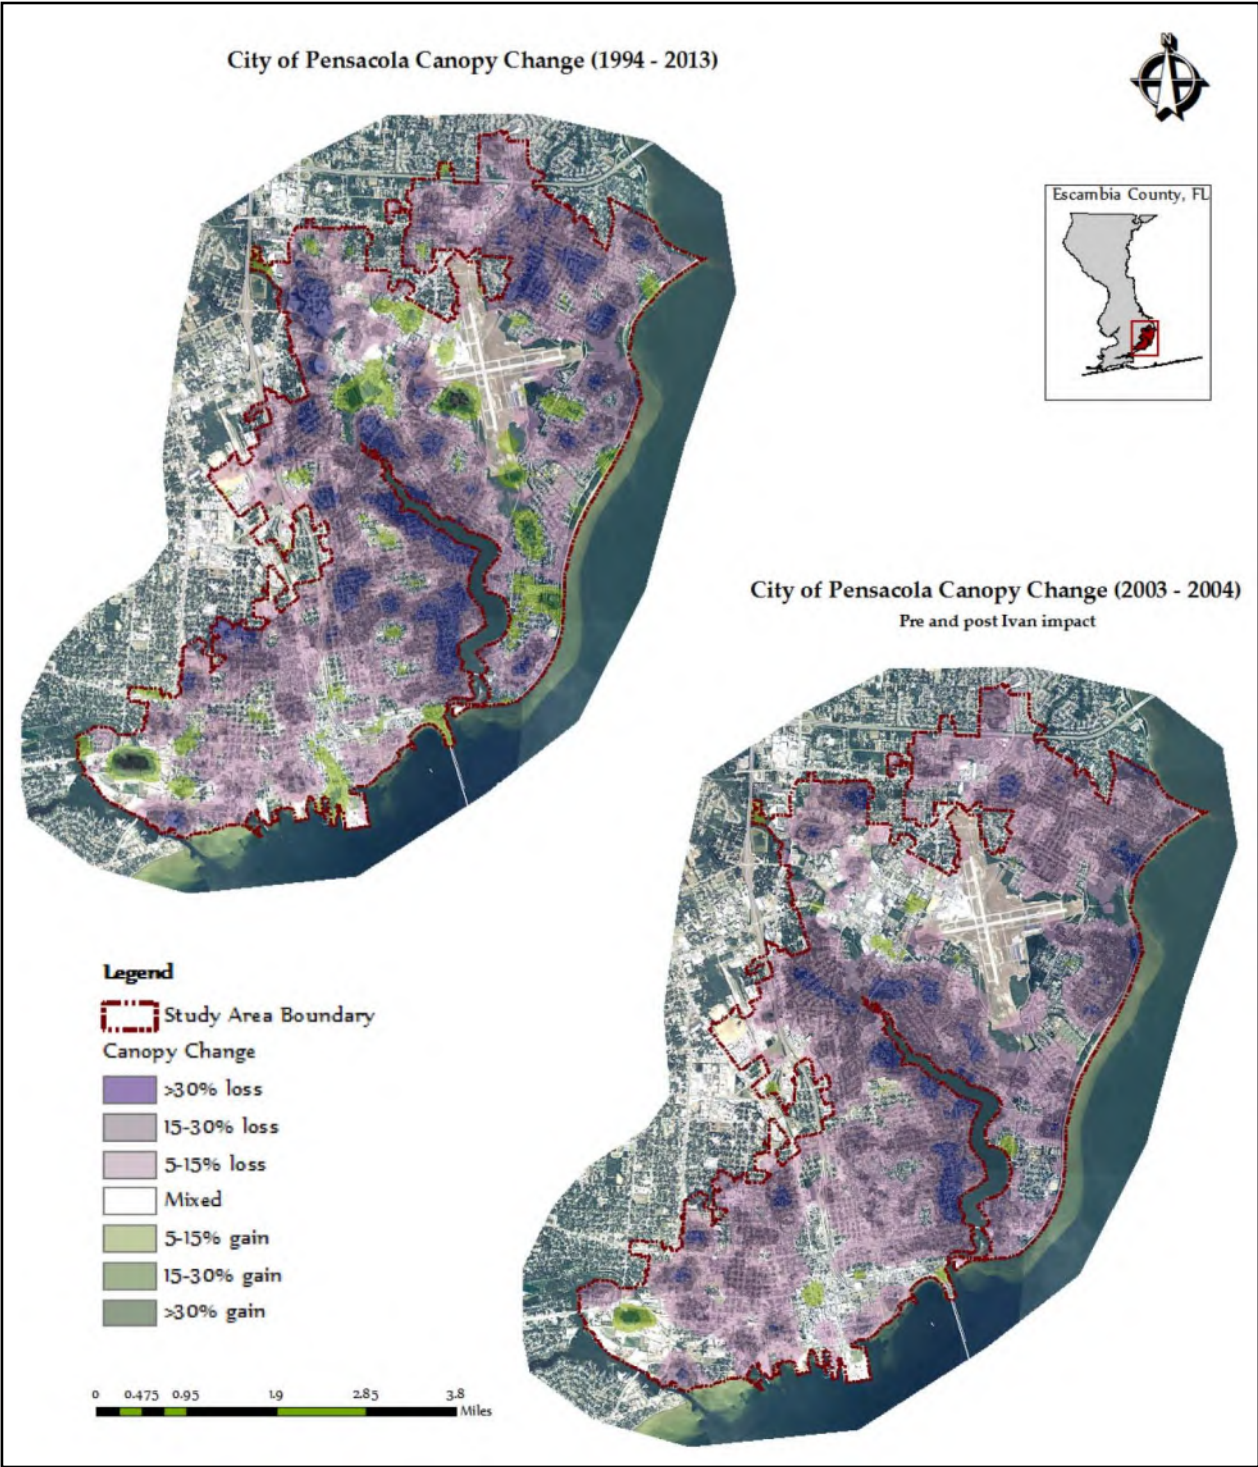 City of Pensacola Canopy Change (1994 - 2013)
N
Escambia County, FL
City of Pensacola Canopy Change (2003 - 2004)
Pre and post Ivan impact
Legend
Study Area Boundary
Canopy Change
>30% loss
15-30% loss
5-15% loss
Mixed
5-15% gain
15-30% gain
>30% gain
0 0.475 0.95 1.9 2.85 3.8
Miles